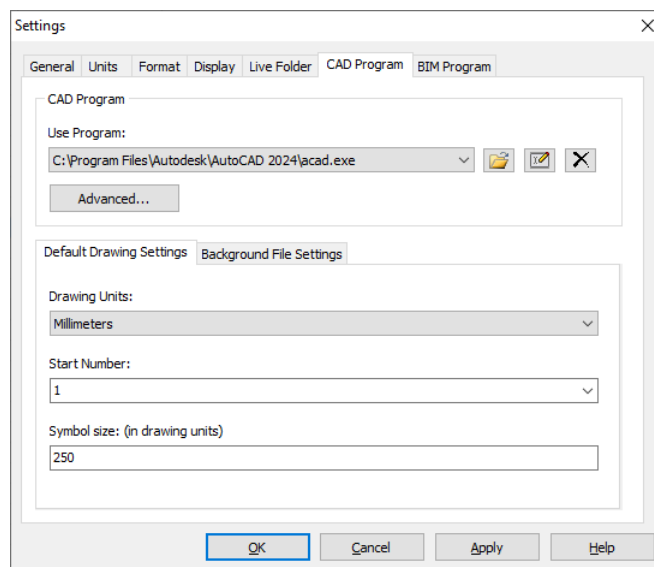 Settings
General Units Format Display Live Folder CAD Program BIM Program
CAD Program
Use Program:
C:\Program Files\Autodesk\AutoCAD 2024\acad.exe
Advanced...
Default Drawing Settings Background File Settings
Drawing Units:
Millimeters
Start Number:
1
Symbol size: (in drawing units)
250
OK Cancel Apply Help